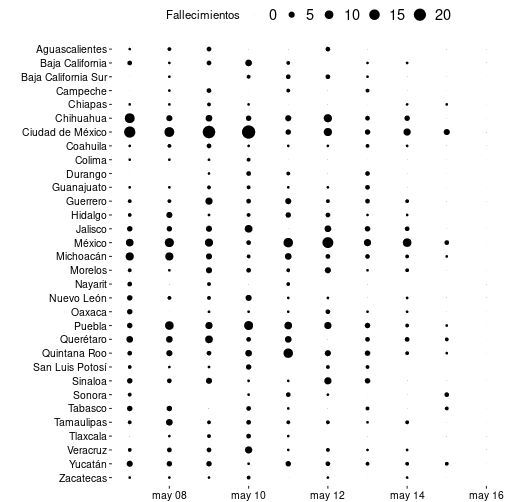 Fallecimientos 0 5 10 15 20
Aguascalientes
Baja California
Baja California Sur
Campeche
Chiapas
Chihuahua
Ciudad de México
Coahuila
Colima
Durango
Guanajuato
Guerrero
Hidalgo
Jalisco
México
Michoacán
Morelos
Nayarit
Nuevo León
Oaxaca
Puebla
Querétaro
Quintana Roo
San Luis Potosí
Sinaloa
Sonora
Tabasco
Tamaulipas
Tlaxcala
Veracruz
Yucatán
Zacatecas
may 08 may 10 may 12 may 14 may 16